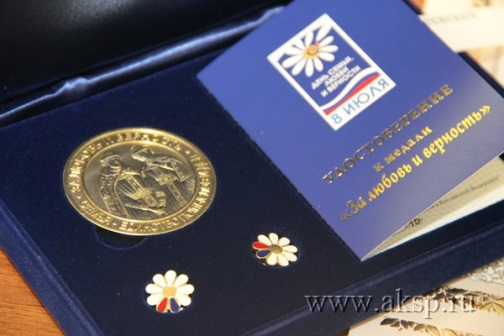 ДЕНЬ СЕМЬИ,
ЛЮБВИ
И ВЕРНОСТИ
8 ИЮЛЯ
УДОСТОВЕРЕНИЕ
к медали
«За любовь и верность»
www.aksp.ru